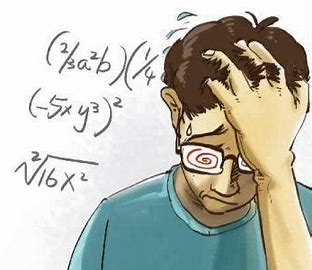 (²/3a²b)(¹/4
(-5xy³)²
²√16x²